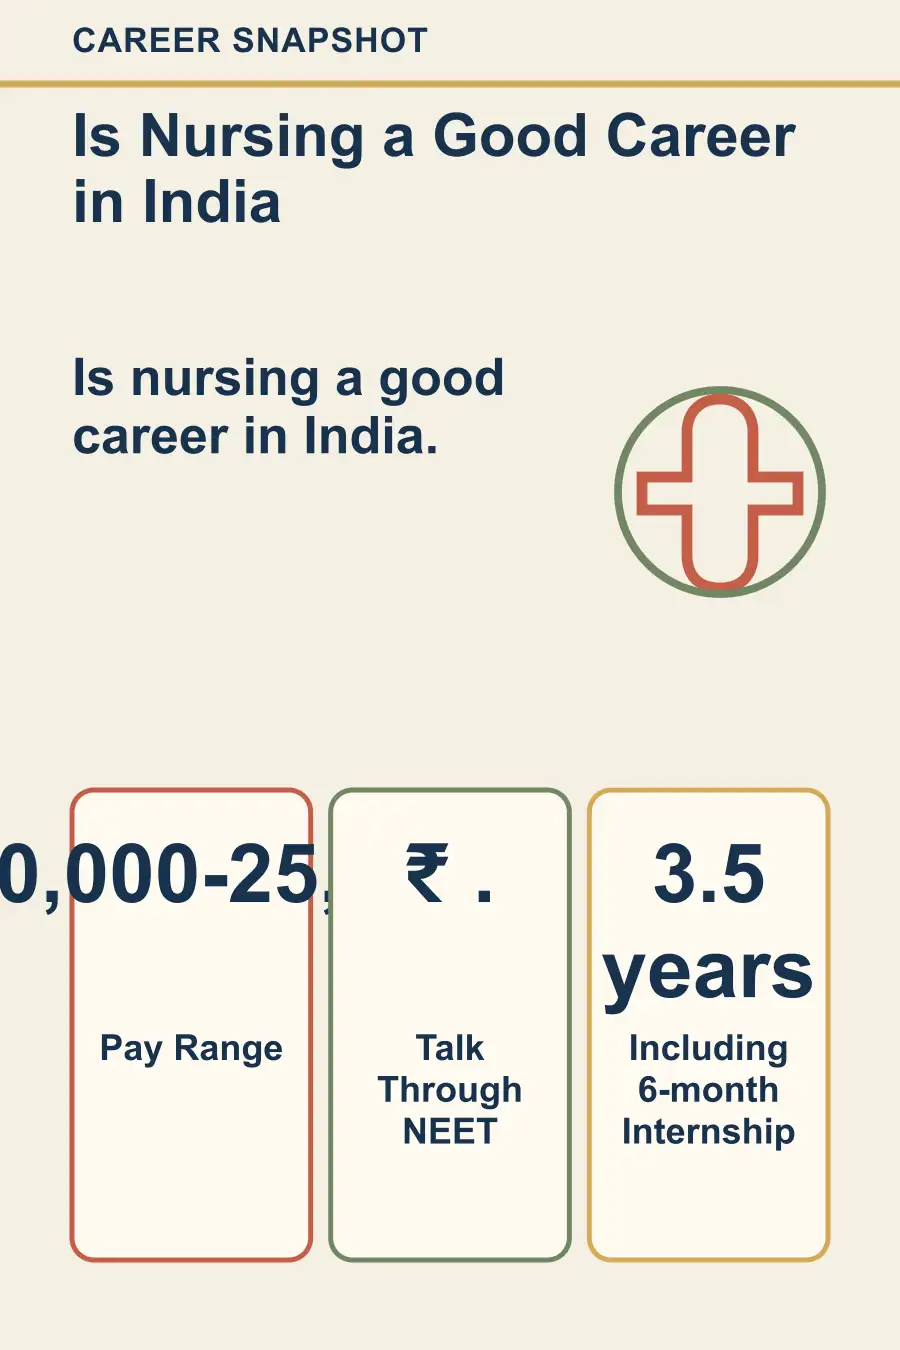 CAREER SNAPSHOT
Is Nursing a Good Career
in India
Is nursing a good
career in India.
0,000-25,
Pay Range
₹ .
Talk
Through
NEET
3.5
years
Including
6-month
Internship